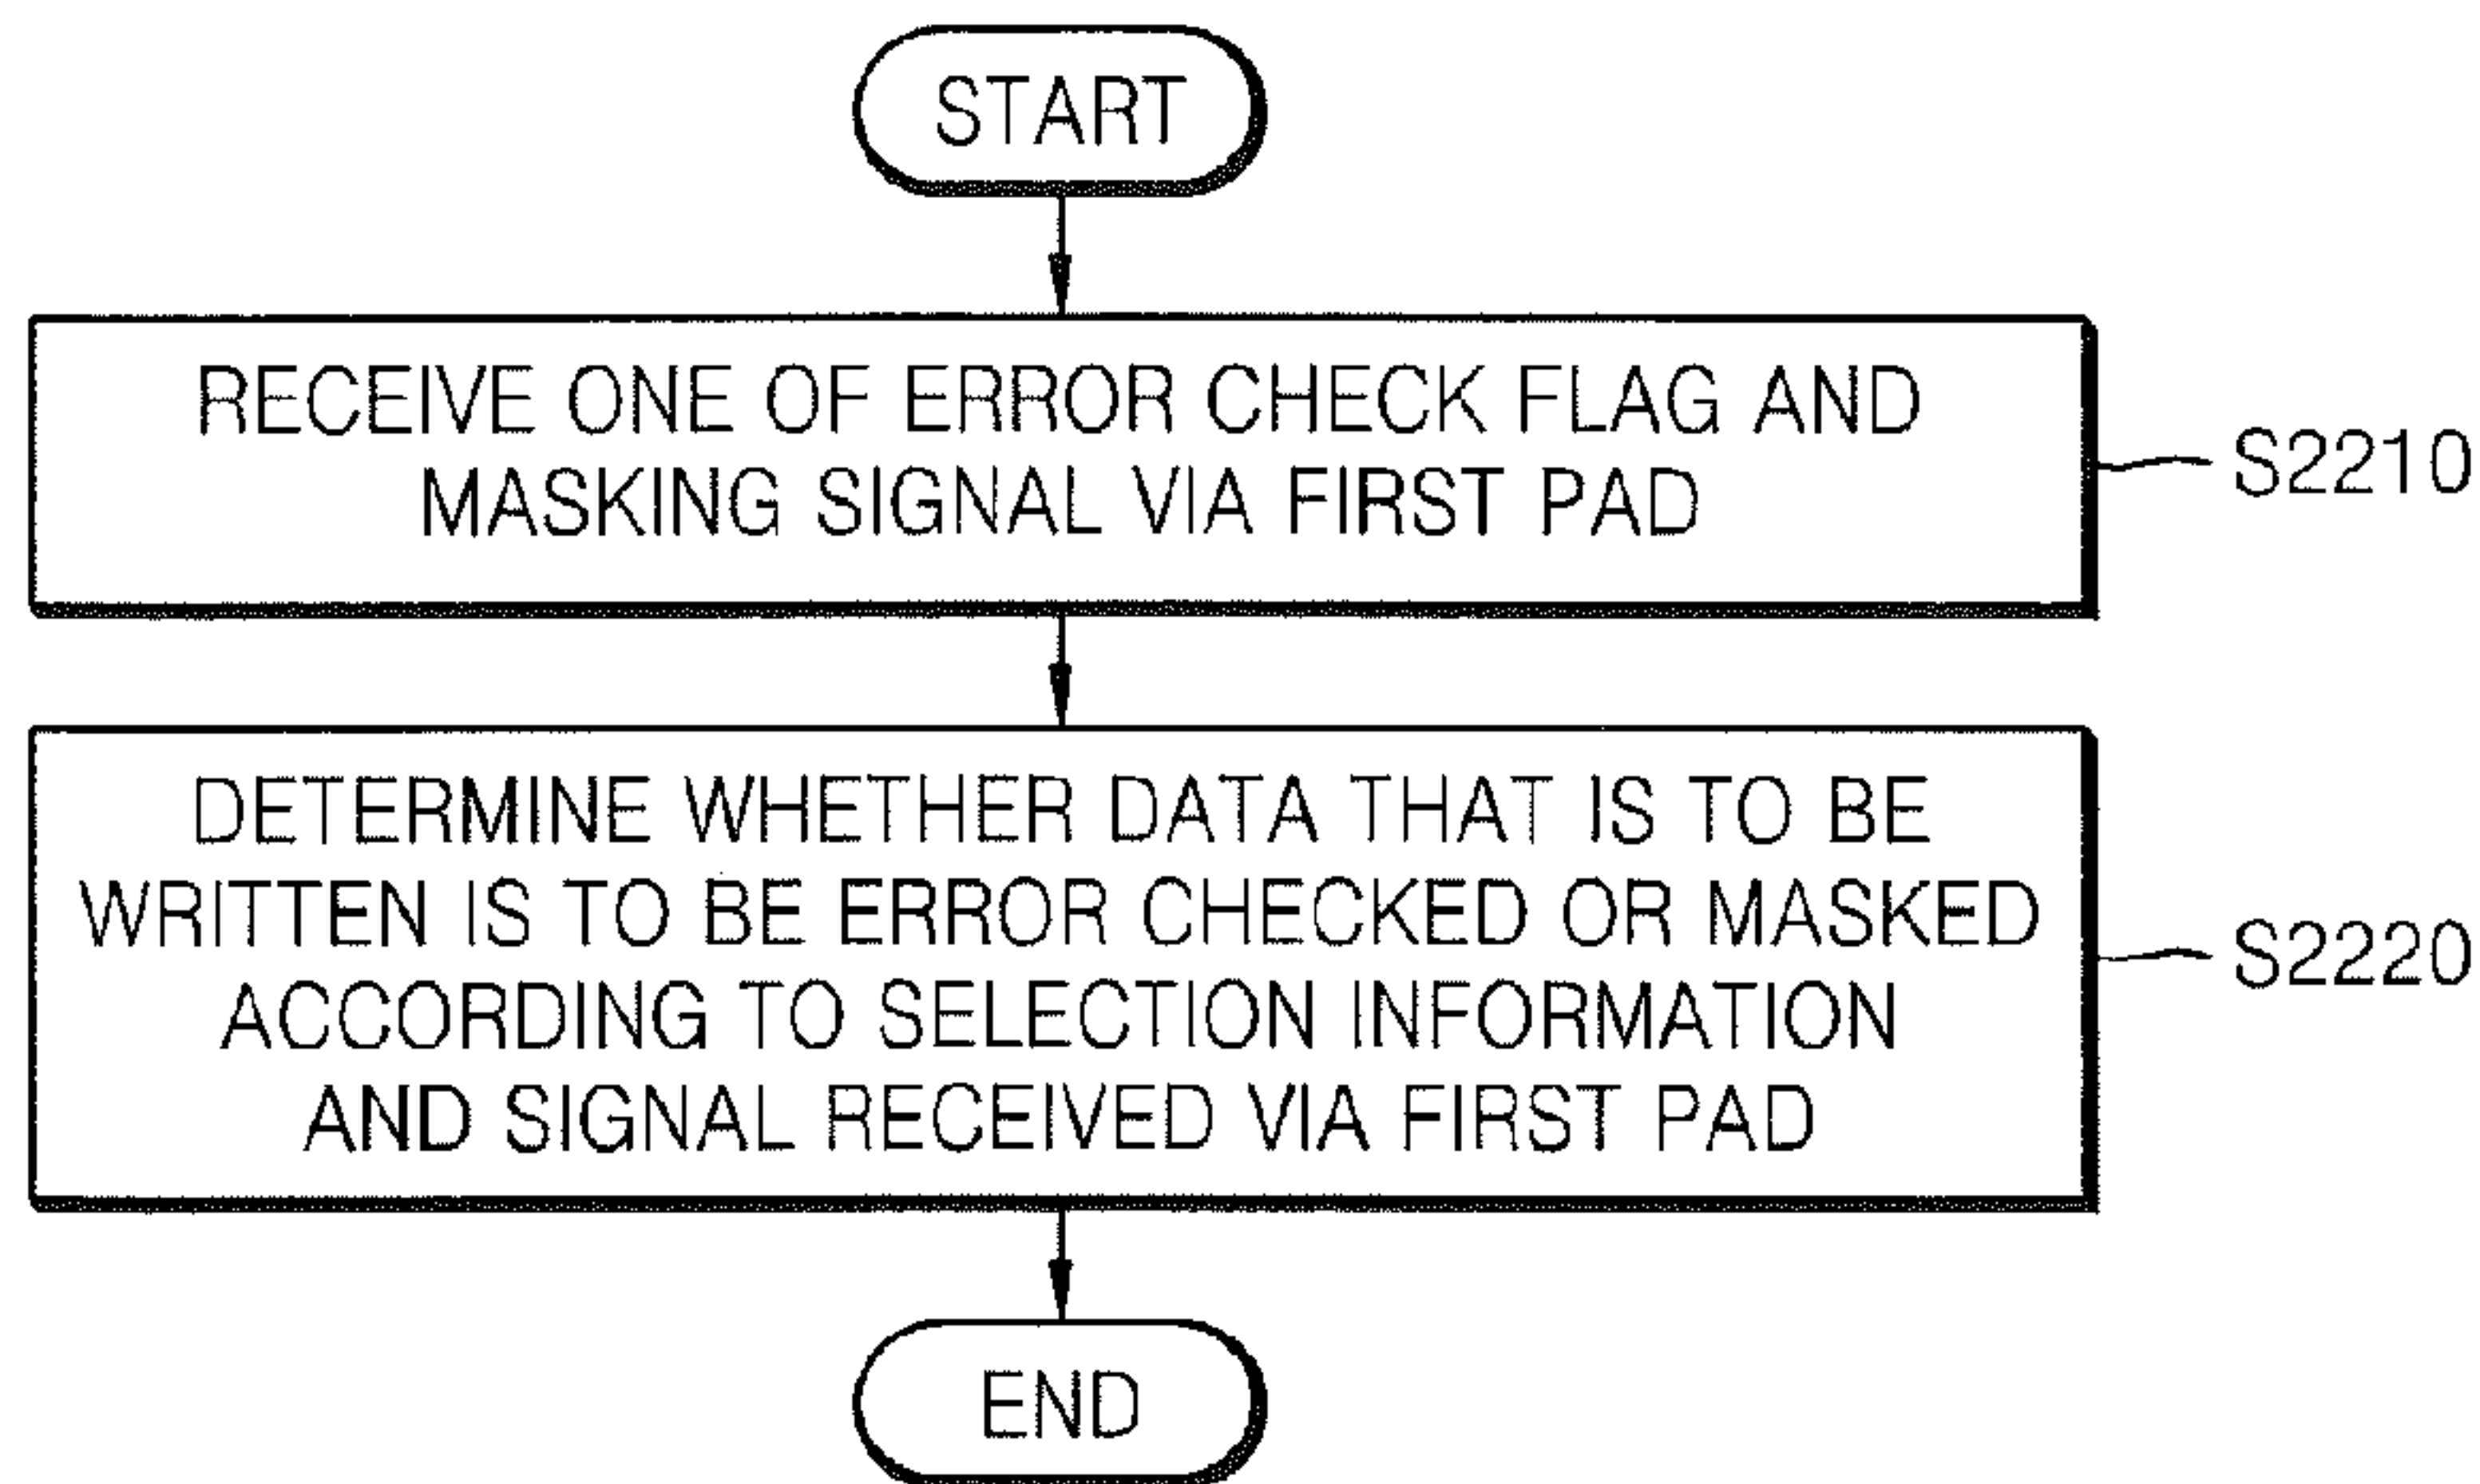 START
RECEIVE ONE OF ERROR CHECK FLAG AND
MASKING SIGNAL VIA FIRST PAD
S2210
DETERMINE WHETHER DATA THAT IS TO BE
WRITTEN IS TO BE ERROR CHECKED OR MASKED
ACCORDING TO SELECTION INFORMATION
AND SIGNAL RECEIVED VIA FIRST PAD
S2220
END